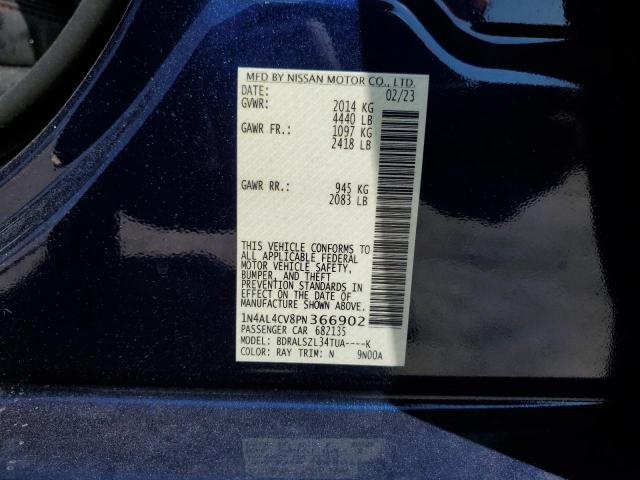 MFD BY NISSAN MOTOR CO., LTD.
DATE: 02/23
GVWR: 2014 KG
4440 LB
GAWR FR.: 1097 KG
2418 LB
GAWR RR.: 945 KG
2083 LB
THIS VEHICLE CONFORMS TO
ALL APPLICABLE FEDERAL
MOTOR VEHICLE SAFETY,
BUMPER, AND THEFT
PREVENTION STANDARDS
IN EFFECT ON THE DATE OF
MANUFACTURE SHOWN ABOVE.
1N4AL4CV8PN366902
PASSENGER CAR 682135
MODEL: BDRALSZL34TUA----K
COLOR: RAY TRIM: N 9N00A